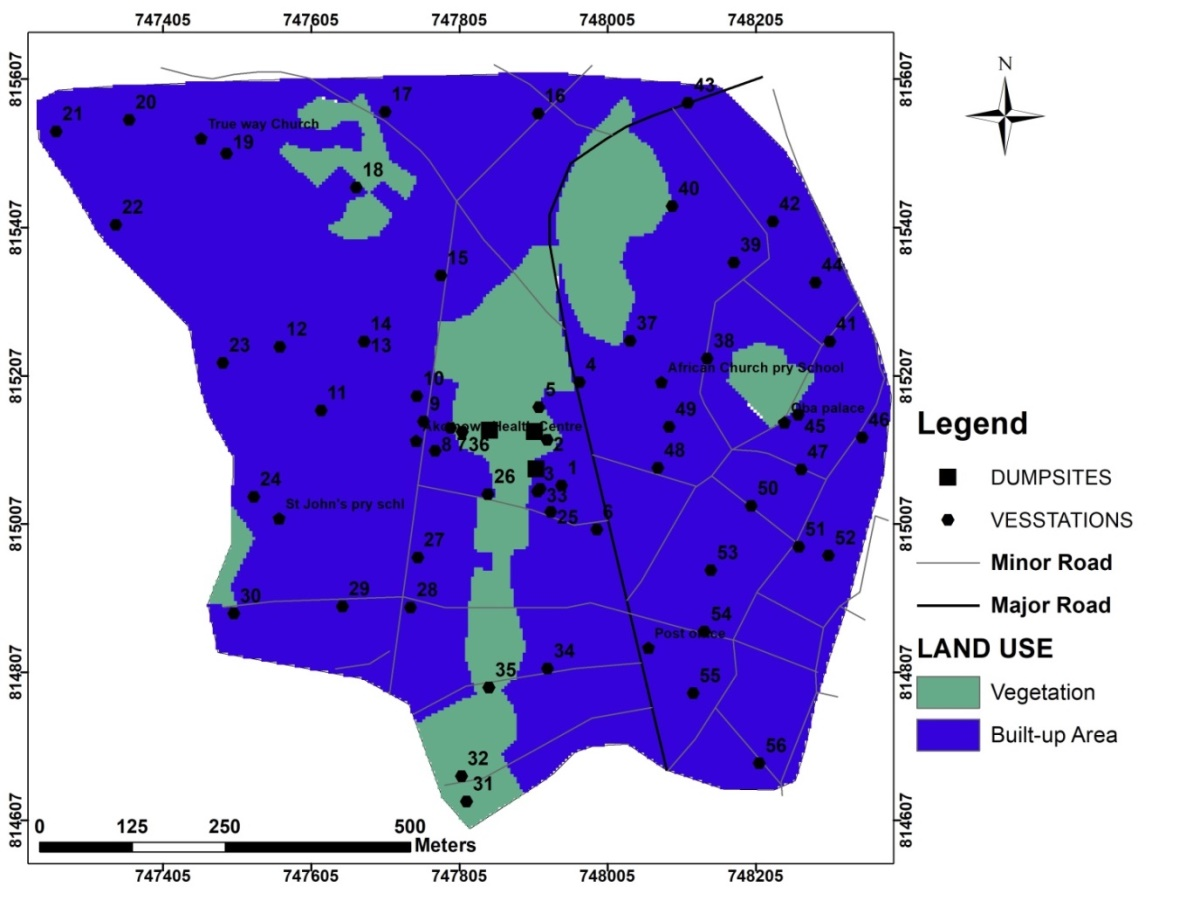 747405 747605 747805 748005 748205
815607 815607
N
43
17 16
20
21
True way Church
19
18
40
42
22
815407 815407
39
15 44
14 37 41
12
13 38
23
4 African Church pry School
815207 815207
10 5
11 9 Oba palace
49 45 46
Health Centre
8 7 36 2
Legend
48 47
26 3 1
DUMPSITES
24 33 50
St John's pry schl
25 6
VESSTATIONS
815007 815007
51 52
27 53
Minor Road
29 28
30
Major Road
54
Post office
34
LAND USE
814807 814807
35 55
Vegetation
Built-up Area
56
32
31
814607 814607
0 125 250 500
Meters
747405 747605 747805 748005 748205